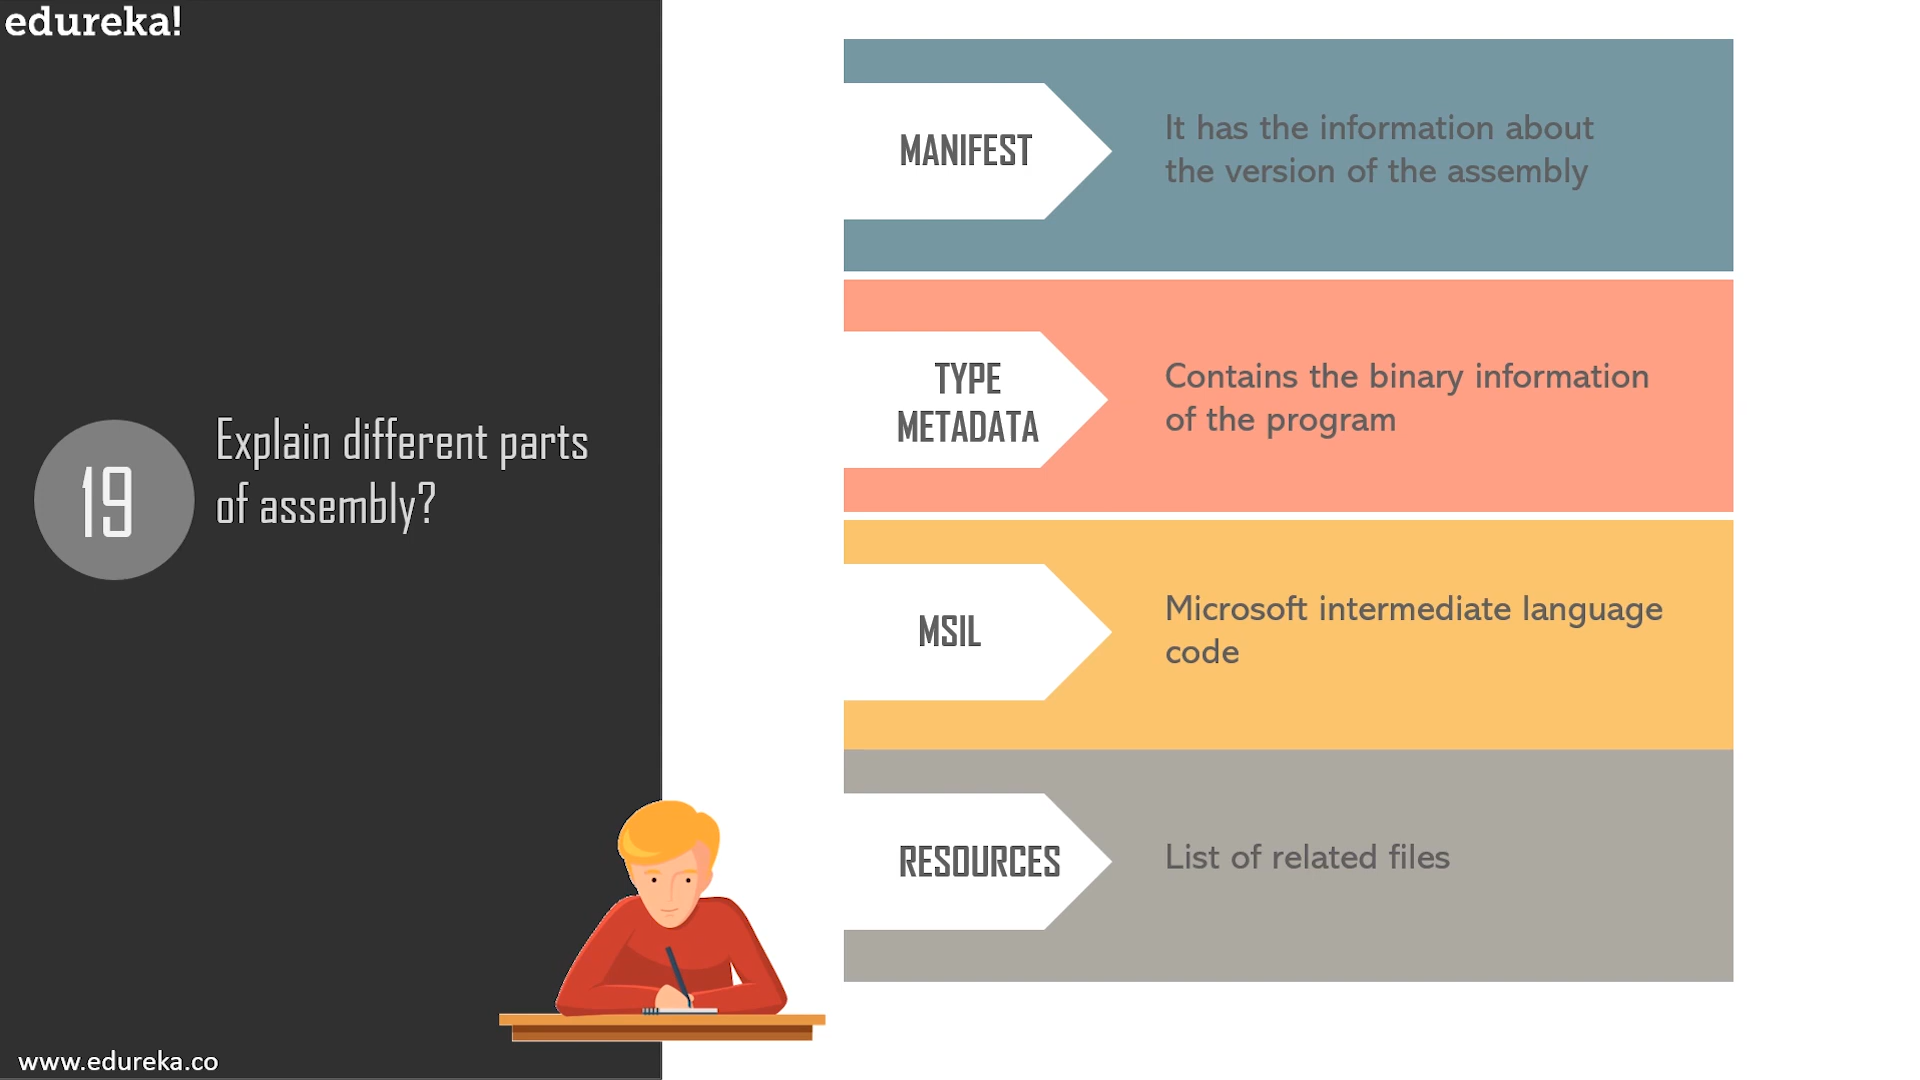 edureka!
19
Explain different parts
of assembly?
MANIFEST
It has the information about
the version of the assembly
TYPE
METADATA
Contains the binary information
of the program
MSIL
Microsoft intermediate language
code
RESOURCES
List of related files
www.edureka.co